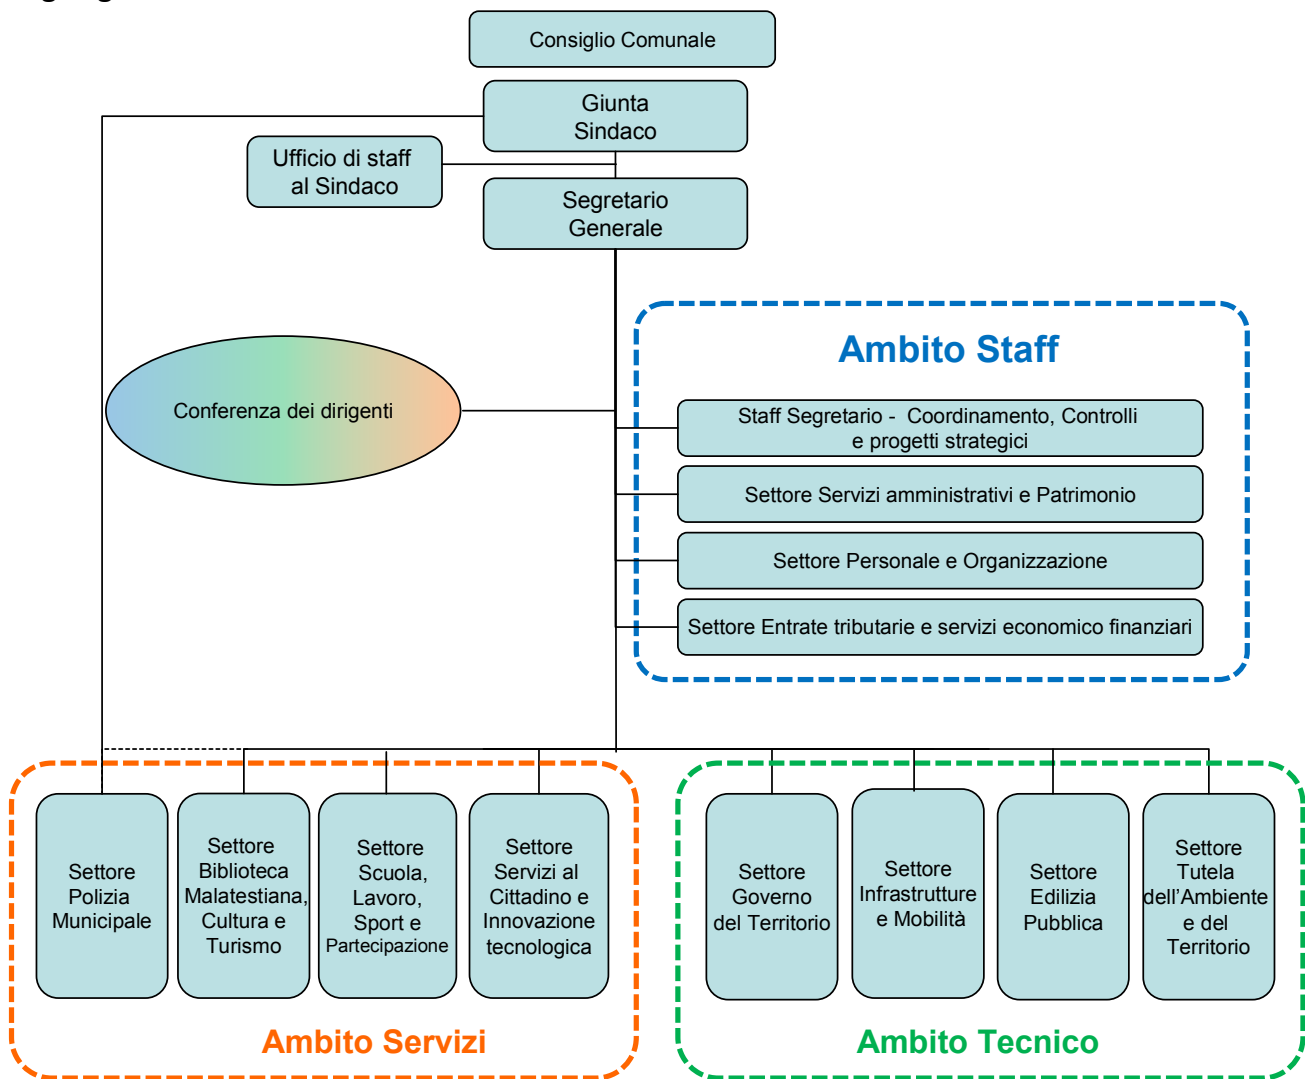 Consiglio Comunale
Giunta
Sindaco
Ufficio di staff
al Sindaco
Segretario
Generale
Ambito Staff
Conferenza dei dirigenti
Staff Segretario - Coordinamento, Controlli
e progetti strategici
Settore Servizi amministrativi e Patrimonio
Settore Personale e Organizzazione
Settore Entrate tributarie e servizi economico finanziari
Settore
Polizia
Municipale
Settore
Biblioteca
Malatestiana,
Cultura e
Turismo
Settore
Scuola,
Lavoro,
Sport e
Partecipazione
Settore
Servizi al
Cittadino e
Innovazione
tecnologica
Settore
Governo
del Territorio
Settore
Infrastrutture
e Mobilità
Settore
Edilizia
Pubblica
Settore
Tutela
dell’Ambiente
e del
Territorio
Ambito Servizi
Ambito Tecnico